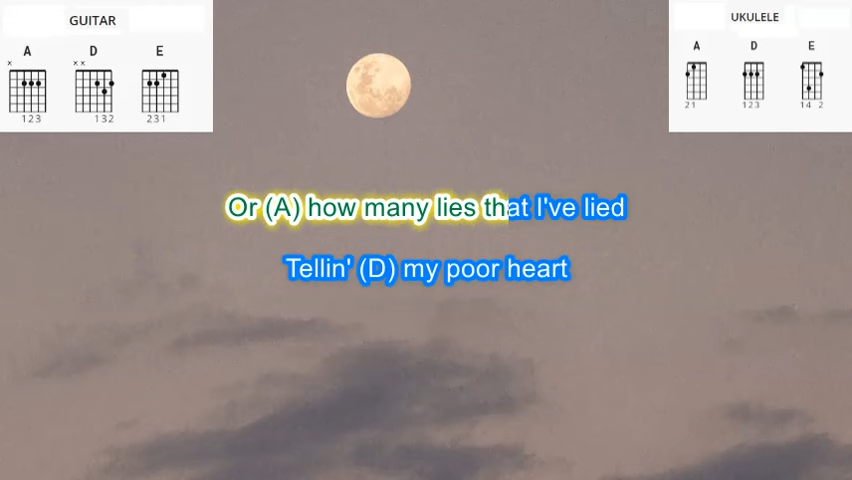 GUITAR
A D E
x xx
123 132 231
UKULELE
A D E
21 123 14 2
Or (A) how many lies that I've lied
Tellin' (D) my poor heart